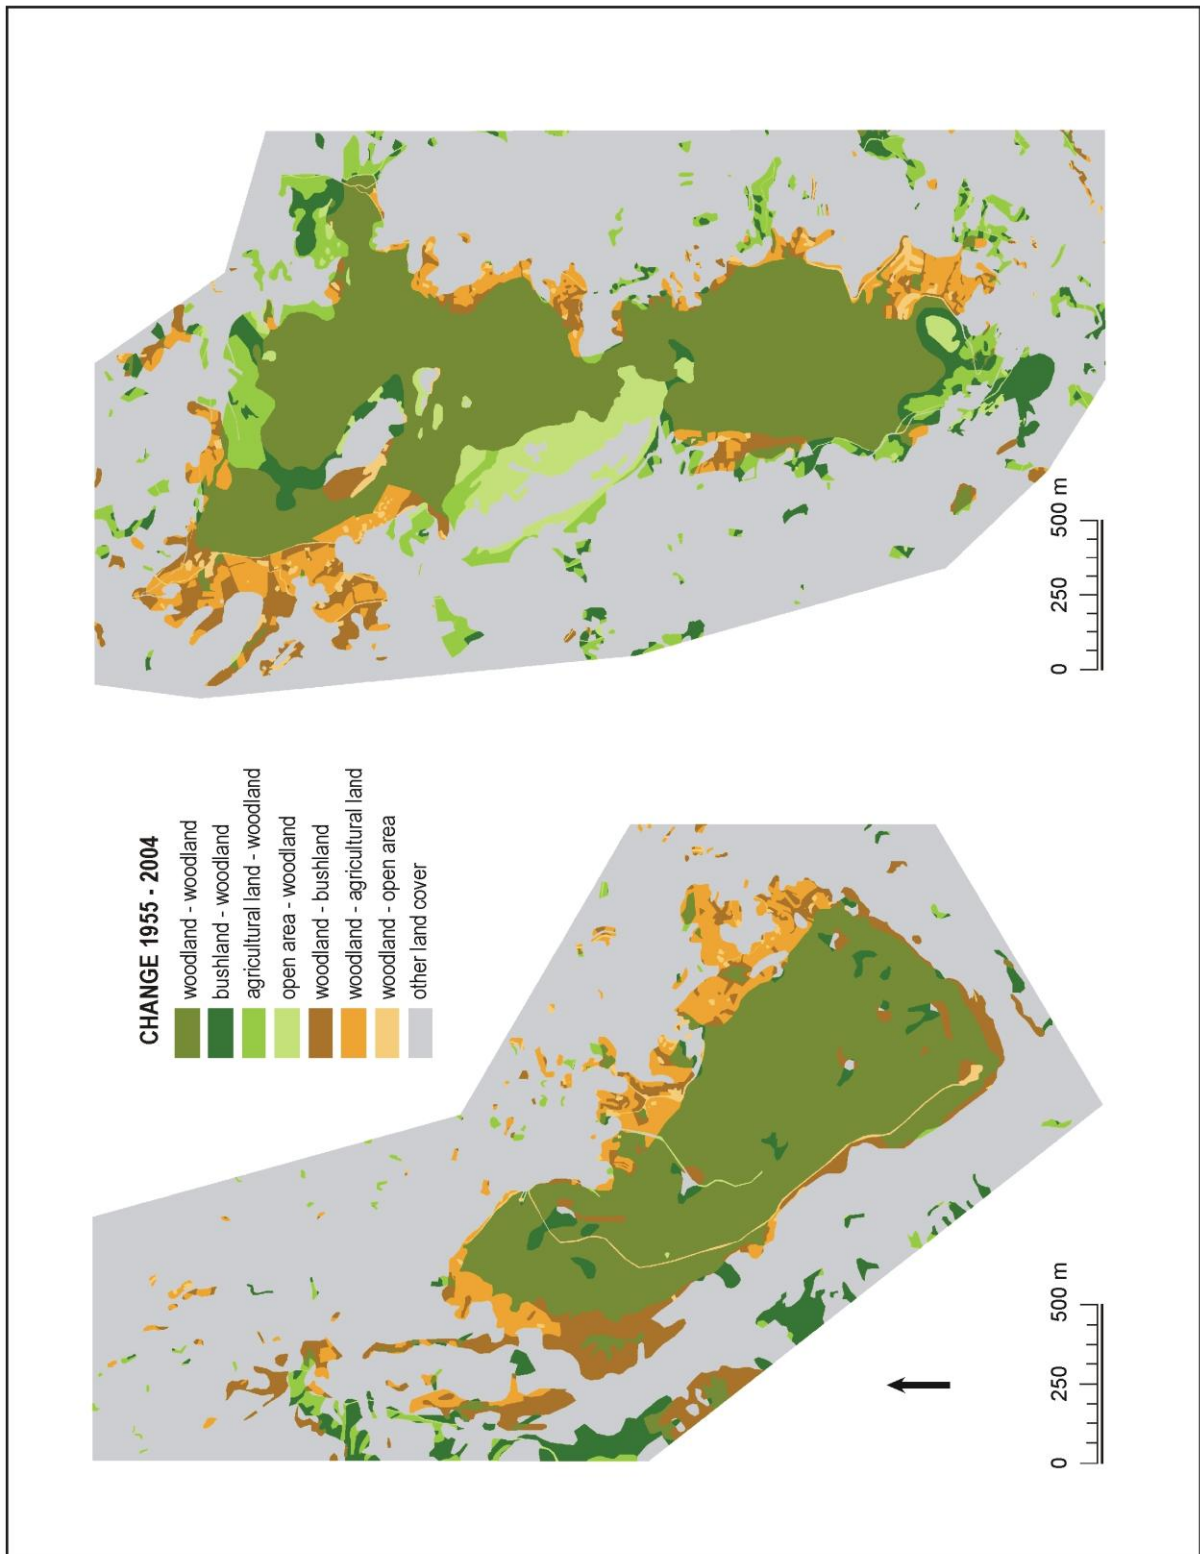 CHANGE 1955 - 2004
woodland - woodland
bushland - woodland
agricultural land - woodland
open area - woodland
woodland - bushland
woodland - agricultural land
woodland - open area
other land cover
0 250 500 m
0 250 500 m